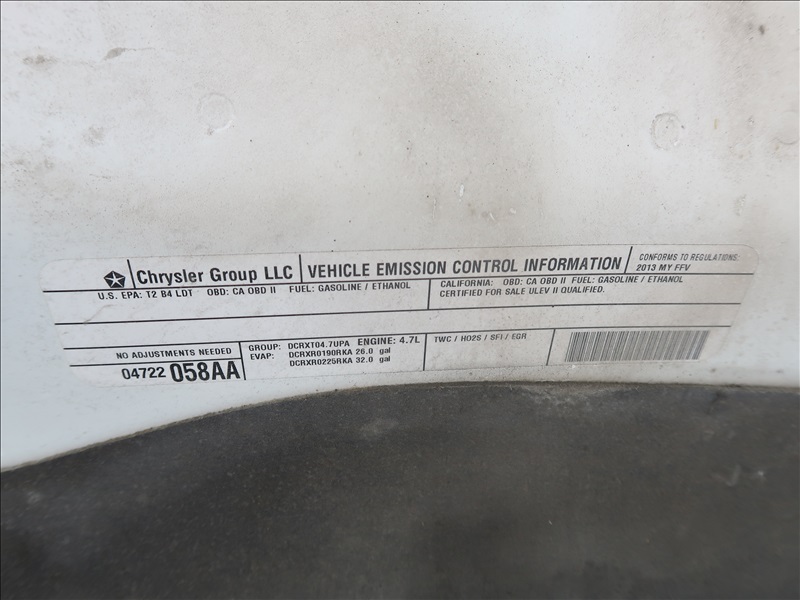 Chrysler Group LLC
VEHICLE EMISSION CONTROL INFORMATION
CONFORMS TO REGULATIONS:
2013 MY FFV
U.S. EPA: T2 B4 LDT OBD: CA OBD II FUEL: GASOLINE / ETHANOL
CALIFORNIA: OBD: CA OBD II FUEL: GASOLINE / ETHANOL
CERTIFIED FOR SALE ULEV II QUALIFIED.
NO ADJUSTMENTS NEEDED
04722 058AA
GROUP: DCRXT04.7UPA ENGINE: 4.7L
EVAP: DCRXR0190RKA 26.0 gal
DCRXR0225RKA 32.0 gal
TWC / HO2S / SFI / EGR